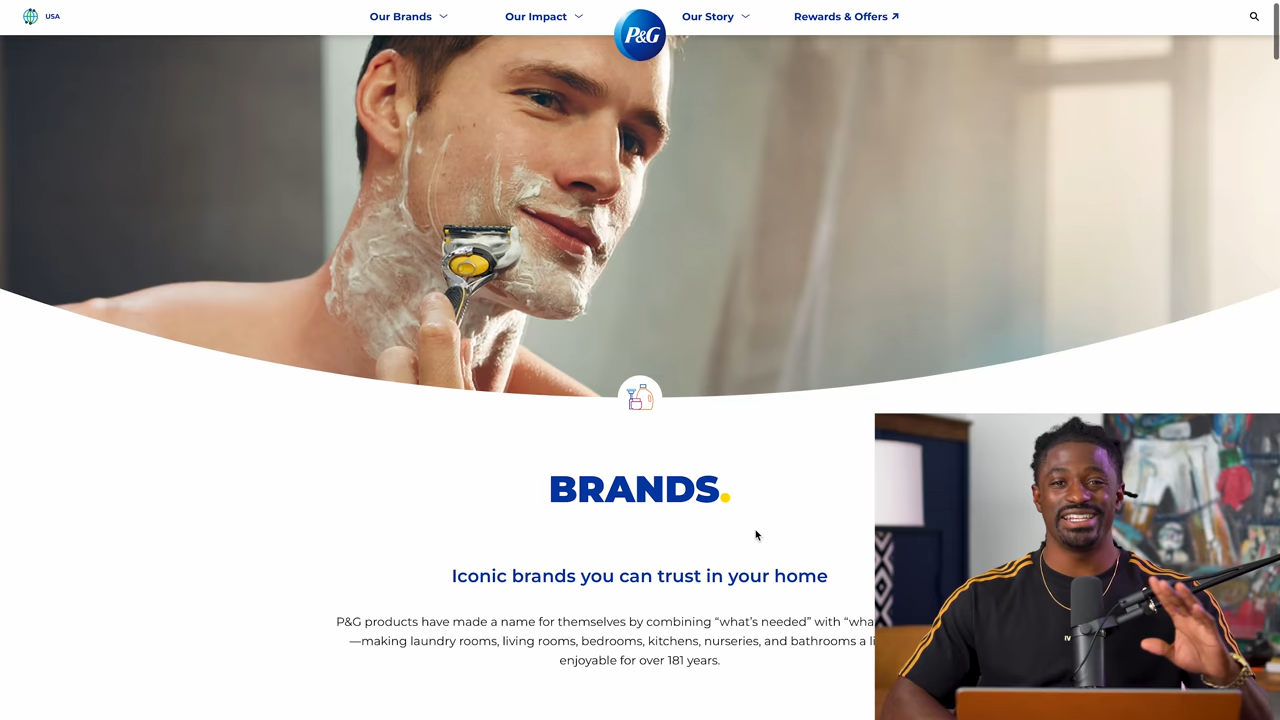 USA
Our Brands
Our Impact
P&G
Our Story
Rewards & Offers
BRANDS.
Iconic brands you can trust in your home
P&G products have made a name for themselves by combining “what’s needed” with
—making laundry rooms, living rooms, bedrooms, kitchens, nurseries, and bathrooms a
enjoyable for over 181 years.